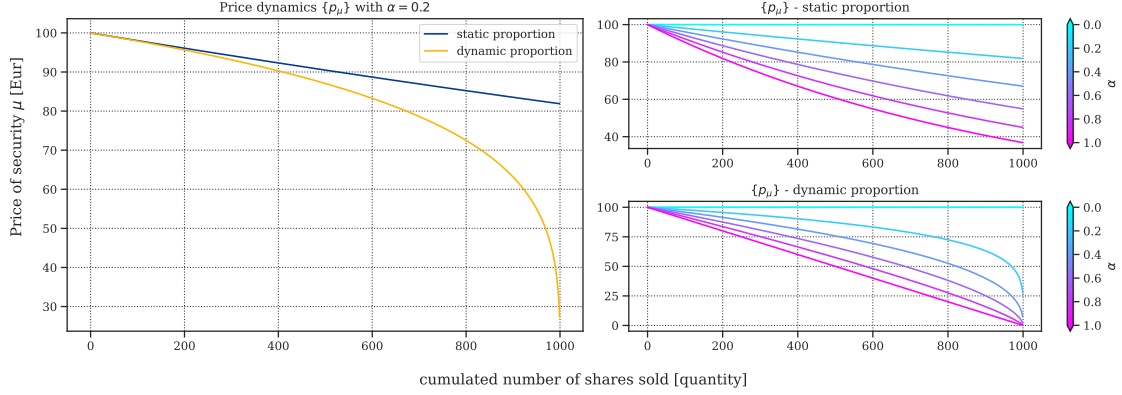 Price dynamics {pμ} with α = 0.2
static proportion
dynamic proportion
Price of security μ [Eur]
100
90
80
70
60
50
40
30
0 200 400 600 800 1000
{pμ} - static proportion
100
80
60
40
0 200 400 600 800 1000
0.0
0.2
0.4
0.6
0.8
1.0
α
{pμ} - dynamic proportion
100
75
50
25
0
0 200 400 600 800 1000
0.0
0.2
0.4
0.6
0.8
1.0
α
cumulated number of shares sold [quantity]